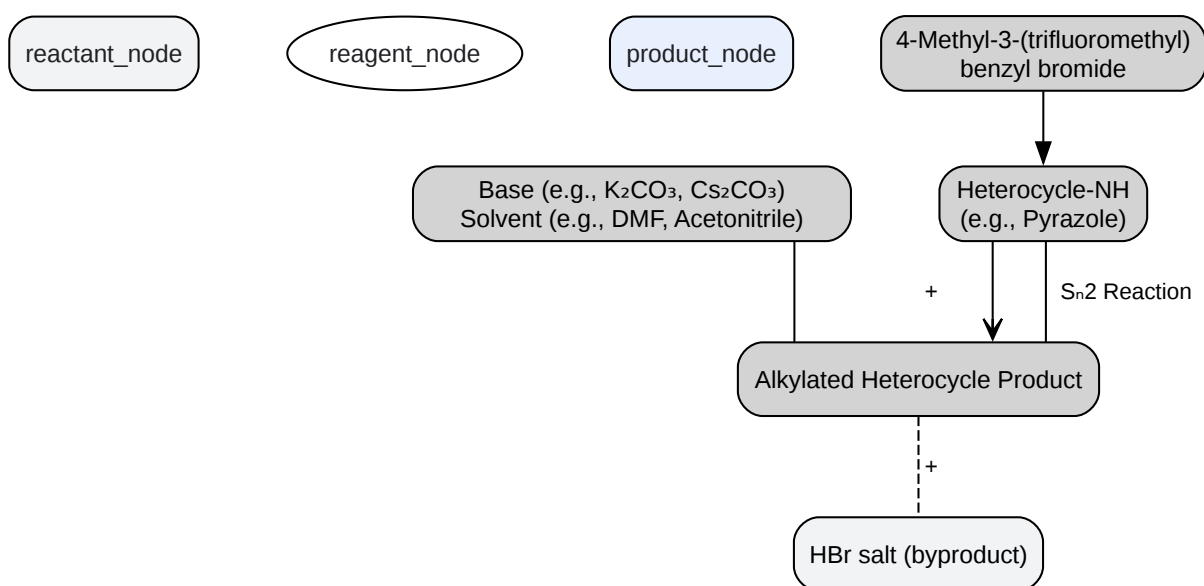 reactant_node
reagent_node
product_node
4-Methyl-3-(trifluoromethyl)
benzyl bromide
Base (e.g., K₂CO₃, Cs₂CO₃)
Solvent (e.g., DMF, Acetonitrile)
Heterocycle-NH
(e.g., Pyrazole)
+
Sₙ2 Reaction
Alkylated Heterocycle Product
+
HBr salt (byproduct)